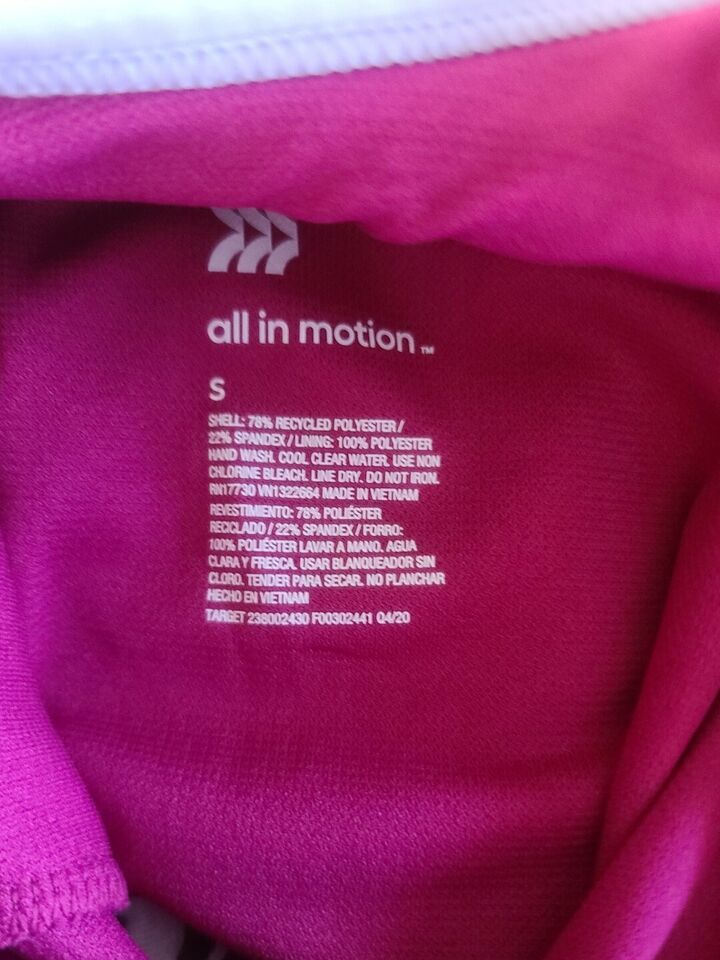 all in motion™
S
SHELL: 78% RECYCLED POLYESTER /
22% SPANDEX / LINING: 100% POLYESTER
HAND WASH. COOL CLEAR WATER. USE NON
CHLORINE BLEACH. LINE DRY. DO NOT IRON.
RN17730 VN1322664 MADE IN VIETNAM
REVESTIMIENTO: 78% POLIÉSTER
RECICLADO / 22% SPANDEX / FORRO:
100% POLIÉSTER LAVAR A MANO. AGUA
CLARA Y FRESCA. USAR BLANQUEADOR SIN
CLORO. TENDER PARA SECAR. NO PLANCHAR
HECHO EN VIETNAM
TARGET 238002430 F00302441 Q4/20